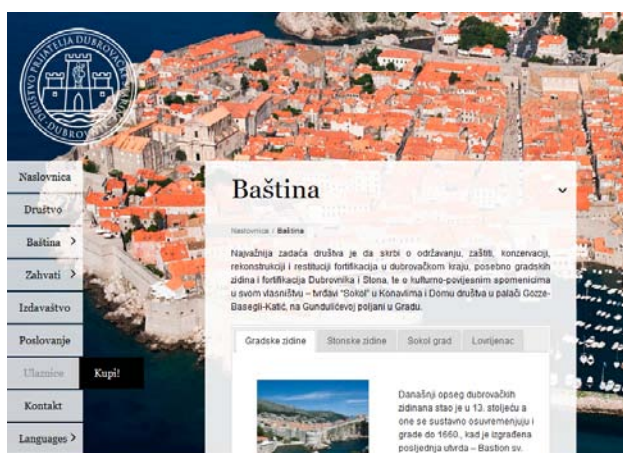 DRUŠTVO PRIJATELJA DUBROVAČKE
Naslovnica
Društvo
Baština >
Zahvati >
Izdavaštvo
Poslovanje
Ulaznice Kupi!
Kontakt
Languages >
Baština
Naslovnica / Baština
Najvažnija zadaća društva je da skrbi o održavanju, zaštiti, konzervaciji,
rekonstrukciji i restituciji fortifikacija u dubrovačkom kraju, posebno gradskih
zidina i fortifikacija Dubrovnika i Stona, te o kulturno-povijesnim spomenicima
u svom vlasništvu – tvrđavi "Sokol" u Konavlima i Domu društva u palači Gozze-
Basegli-Katić, na Gundulićevoj poljani u Gradu.
Gradske zidine Stonske zidine Sokol grad Lovrijenac
Današnji opseg dubrovačkih
zidinana stao je u 13. stoljeću a
one se sustavno osuvremenjuju i
grade do 1660., kad je izgrađena
posljednja utvrda – Bastion sv.